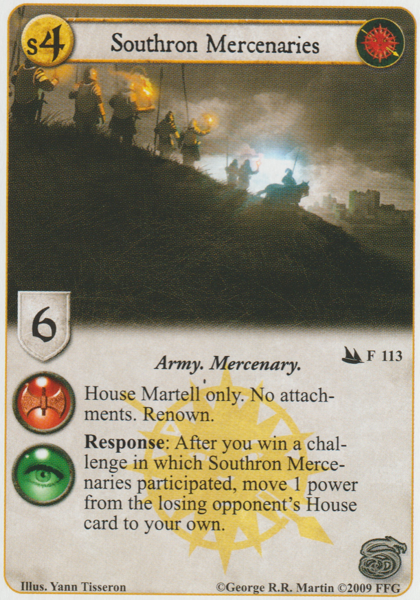 s4
Southron Mercenaries
6
Army. Mercenary.
F 113
House Martell only. No attach-
ments. Renown.
Response: After you win a chal-
lenge in which Southron Merce-
naries participated, move 1 power
from the losing opponent's House
card to your own.
Illus. Yann Tisseron
©George R.R. Martin ©2009 FFG